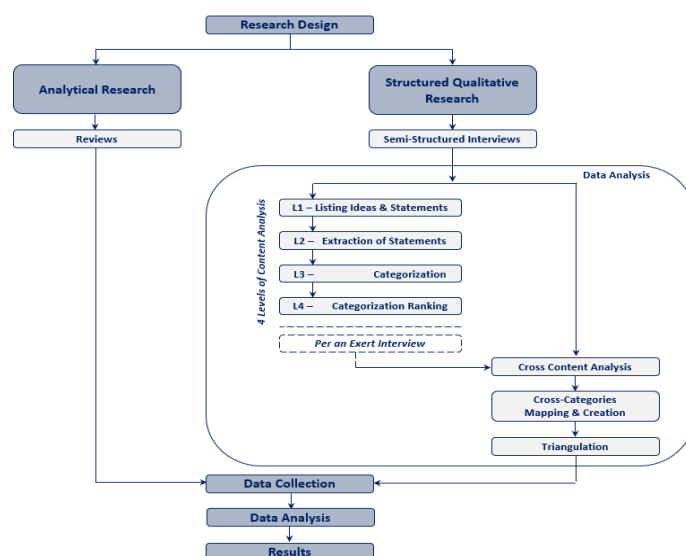 Research Design
Analytical Research
Structured Qualitative
Research
Reviews
Semi-Structured Interviews
Data Analysis
4 Levels of Content Analysis
L1 – Listing Ideas & Statements
L2 – Extraction of Statements
L3 – Categorization
L4 – Categorization Ranking
Per an Exert Interview
Cross Content Analysis
Cross-Categories
Mapping & Creation
Triangulation
Data Collection
Data Analysis
Results